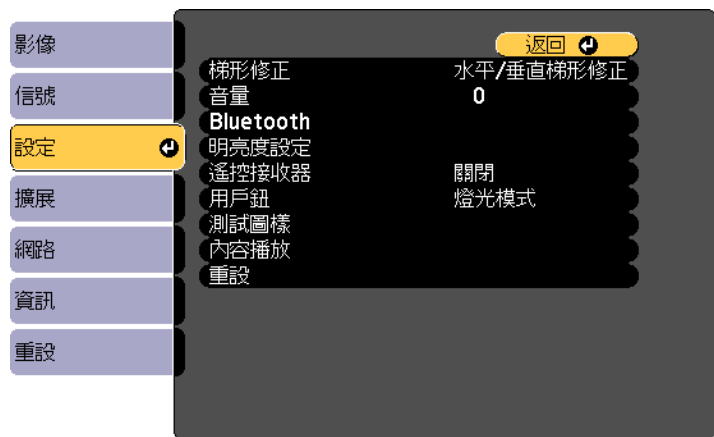 影像
信號
設定
擴展
網路
資訊
重設
返回
梯形修正 水平/垂直梯形修正
音量 0
Bluetooth
明亮度設定
遙控接收器 關閉
用戶鈕 燈光模式
測試圖樣
內容播放
重設